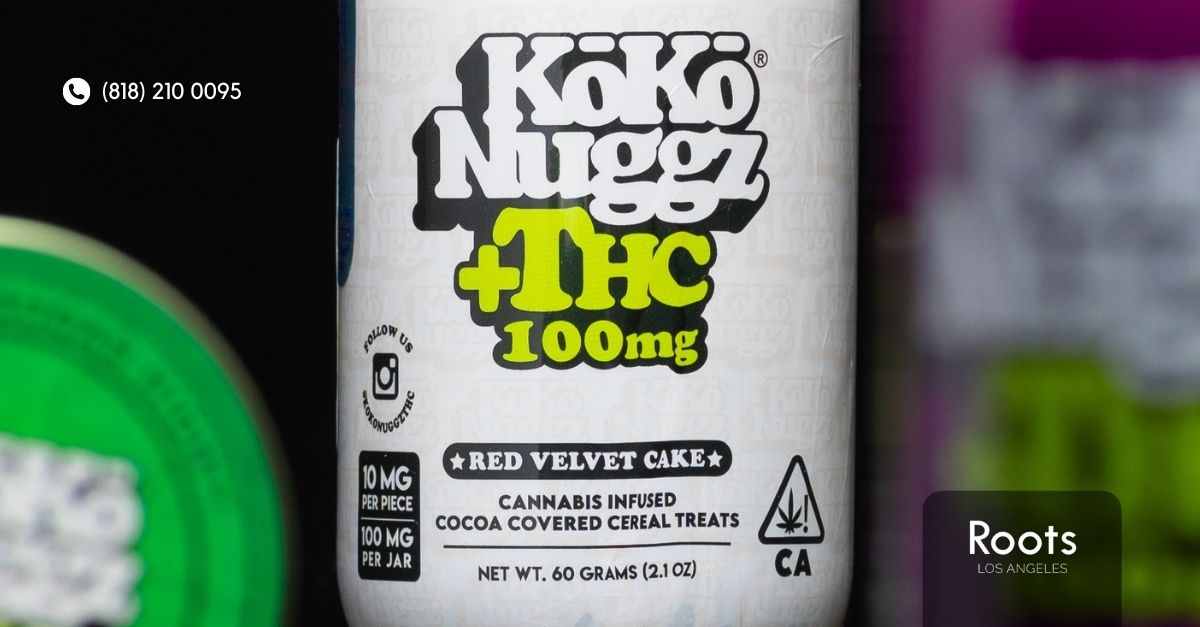 (818) 210 0095
KōKō®
Nuggz
+THC
100mg
FOLLOW US
@KOKONUGGZTHC
10 MG
PER PIECE
100 MG
PER JAR
★RED VELVET CAKE★
CANNABIS INFUSED
COCOA COVERED CEREAL TREATS
NET WT. 60 GRAMS (2.1 OZ)
!
CA
Roots
LOS ANGELES